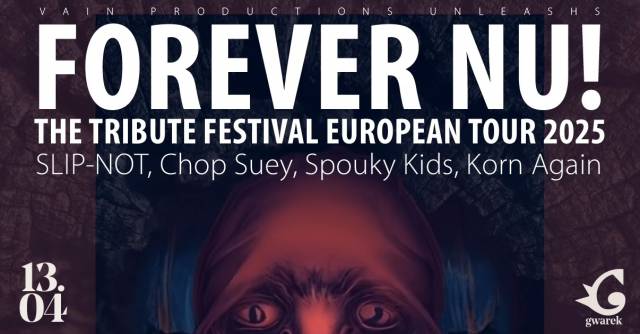 VAIN PRODUCTIONS UNLEASHS
FOREVER NU!
THE TRIBUTE FESTIVAL EUROPEAN TOUR 2025
SLIP-NOT, Chop Suey, Spouky Kids, Korn Again
13.
04
gwarek